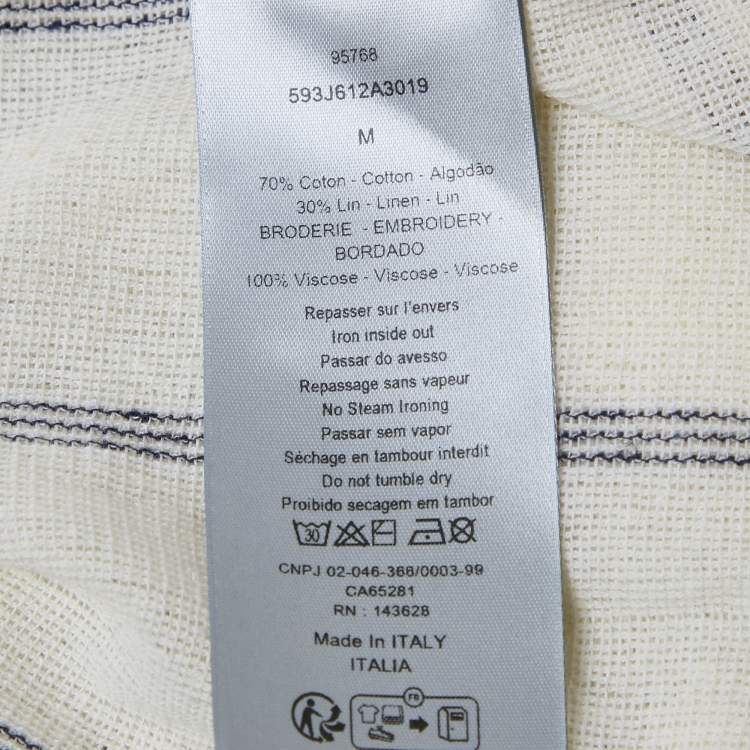 95768
593J612A3019
M
70% Coton - Cotton - Algodão
30% Lin - Linen - Lin
BRODERIE - EMBROIDERY -
BORDADO
100% Viscose - Viscose - Viscose
Repasser sur l'envers
Iron inside out
Passar do avesso
Repassage sans vapeur
No Steam Ironing
Passar sem vapor
Séchage en tambour interdit
Do not tumble dry
Proibido secagem em tambor
30
CNPJ 02-046-366/0003-99
CA65281
RN : 143628
Made In ITALY
ITALIA
FR